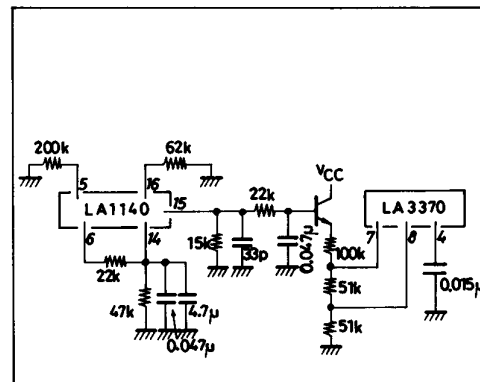 200k
62k
5
16
LA1140
15
22k
VCC
LA3370
6
14
7
8
4
15k
33p
0.047μ
100k
22k
51k
0.015μ
47k
4.7μ
51k
0.047μ